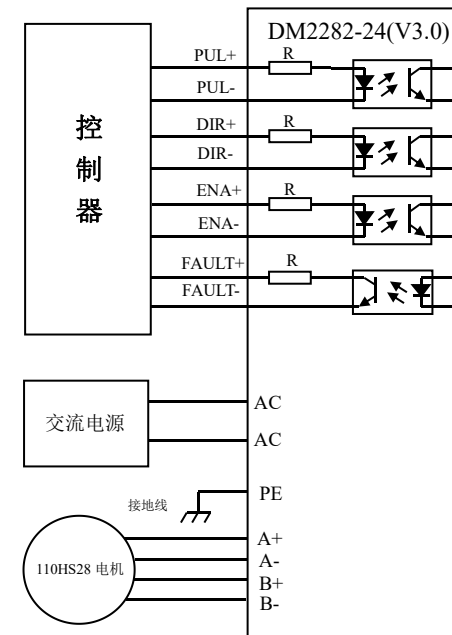 DM2282-24(V3.0)
PUL+
R
PUL-
DIR+
R
DIR-
ENA+
R
ENA-
FAULT+
R
FAULT-
控制器
交流电源
AC
AC
接地线
PE
110HS28 电机
A+
A-
B+
B-